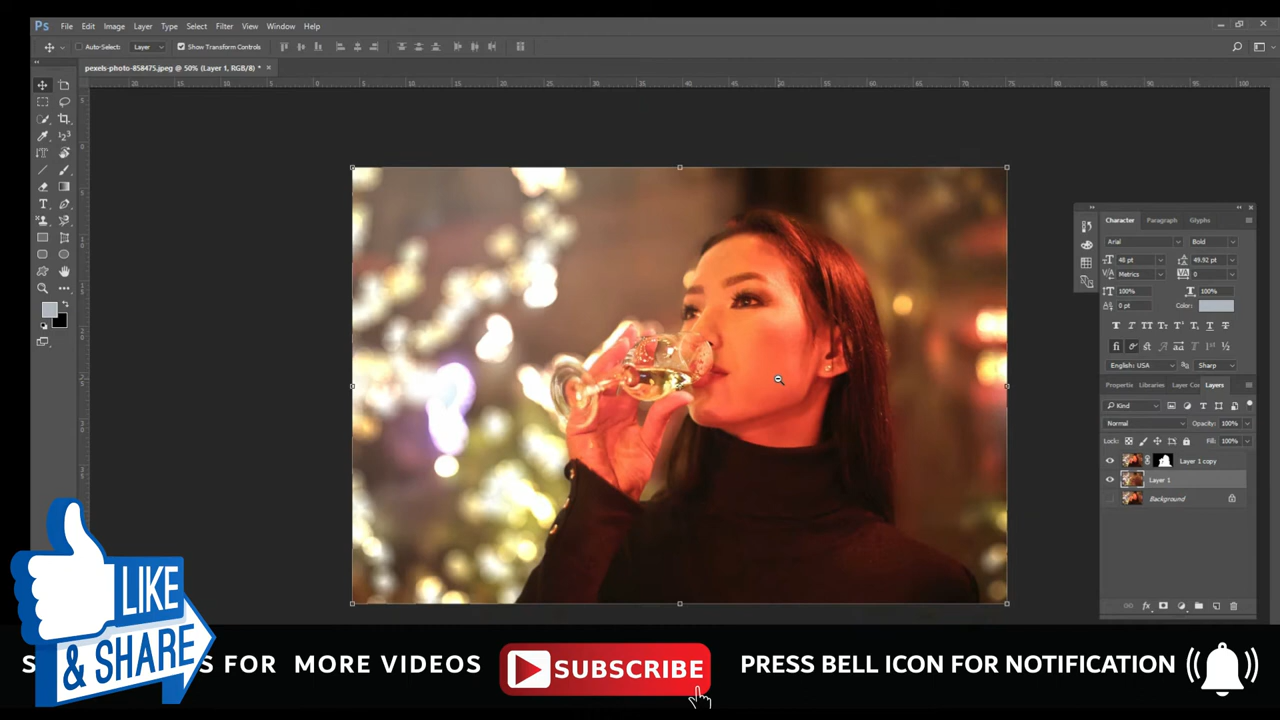 Ps File Edit Image Layer Type Select Filter View Window Help
Auto-Select: Layer Show Transform Controls
pexels-photo-858475.jpeg @ 50% (Layer 1, RGB/8) * ×
Character Paragraph Glyphs
Arial Bold
48 pt 49.92 pt
Metrics 0
100% 100%
0 pt Color:
English: USA Sharp
Properties Libraries Layer Co Layers
Kind
Normal Opacity: 100%
Lock: Fill: 100%
Layer 1 copy
Layer 1
Background
LIKE
& SHARE
S S FOR MORE VIDEOS SUBSCRIBE PRESS BELL ICON FOR NOTIFICATION